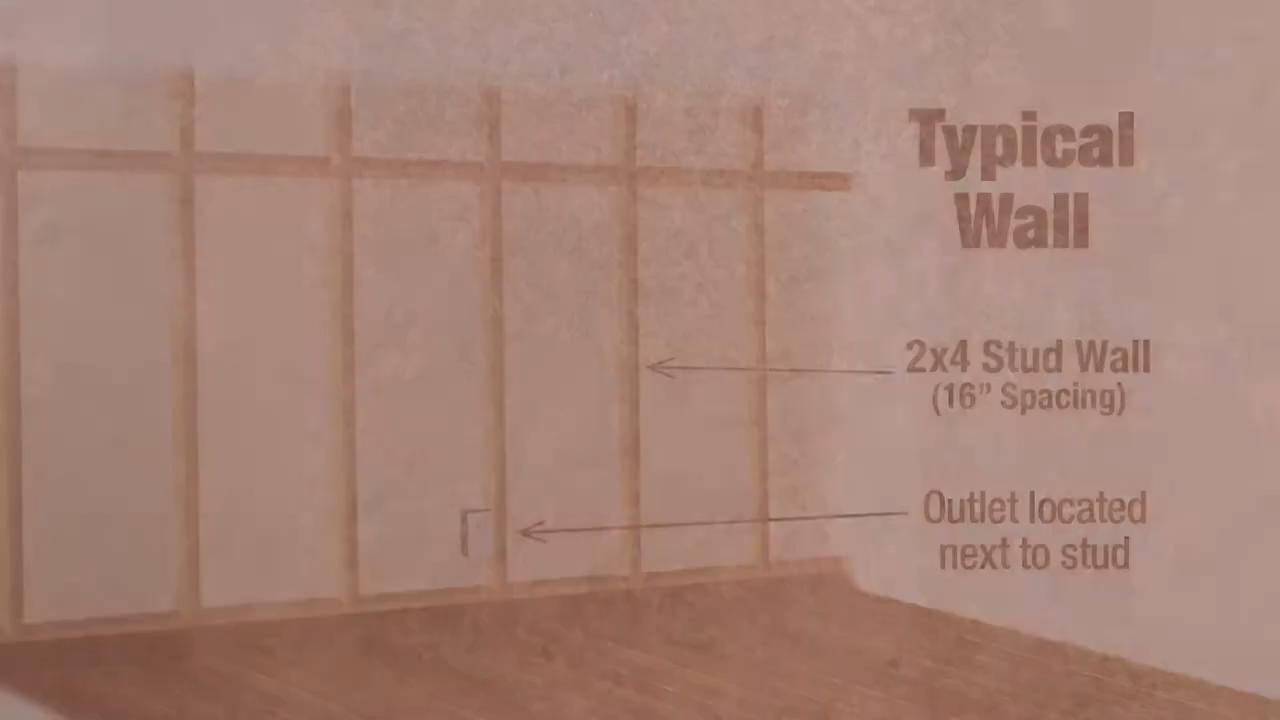 Typical
Wall
2x4 Stud Wall
(16” Spacing)
Outlet located
next to stud